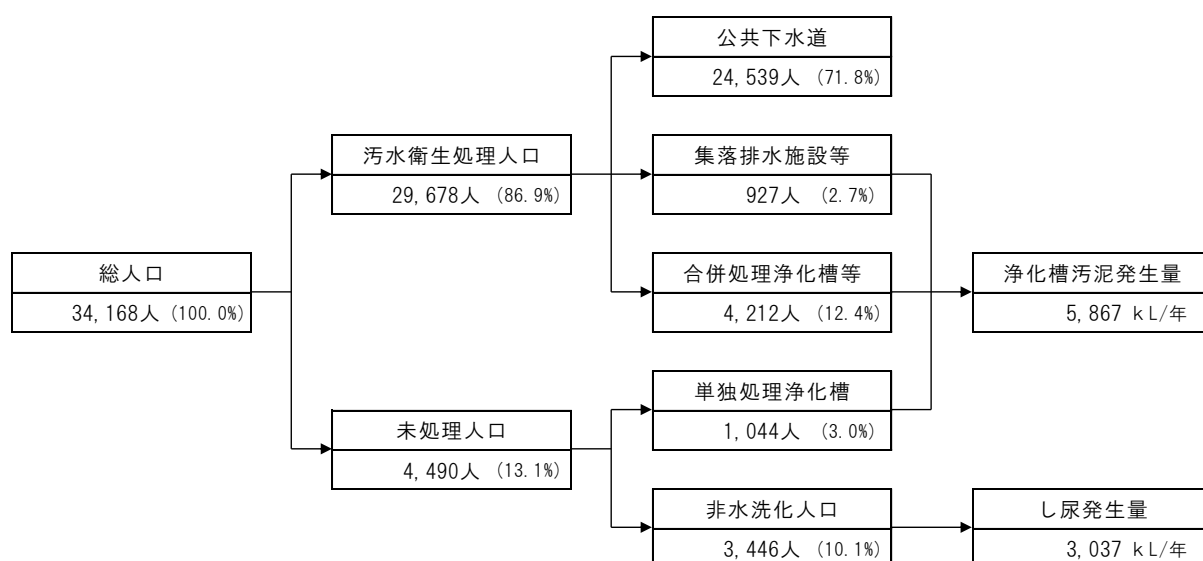 公共下水道
24,539人 (71.8%)
汚水衛生処理人口
29,678人 (86.9%)
集落排水施設等
927人 (2.7%)
総人口
34,168人 (100.0%)
合併処理浄化槽等
4,212人 (12.4%)
浄化槽汚泥発生量
5,867 kL/年
単独処理浄化槽
1,044人 (3.0%)
未処理人口
4,490人 (13.1%)
非水洗化人口
3,446人 (10.1%)
し尿発生量
3,037 kL/年